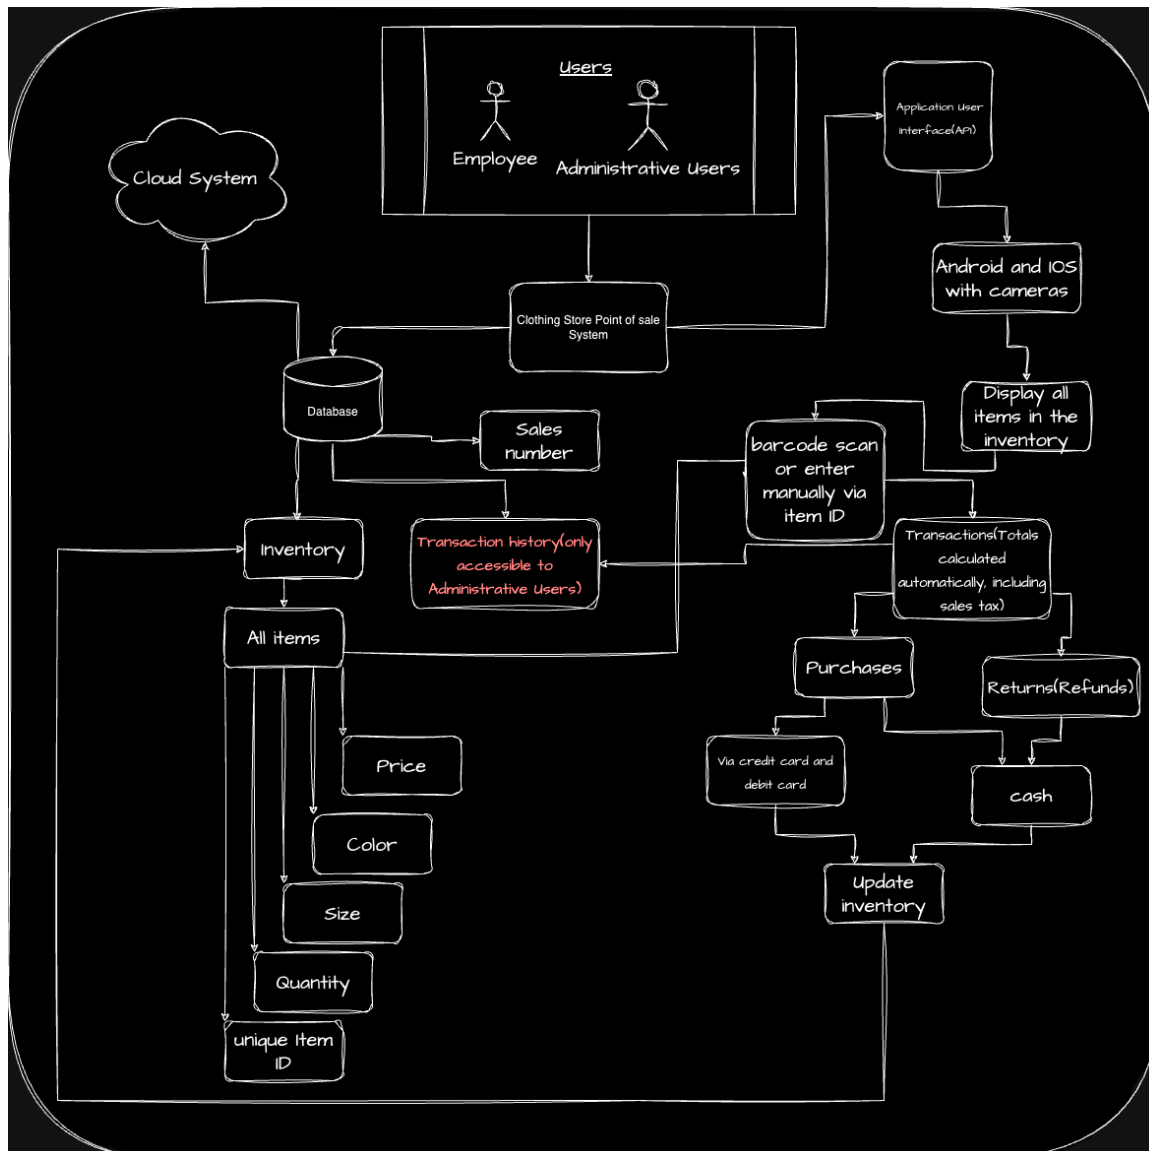 Users
Employee
Administrative Users
Application User
Interface(API)
Cloud System
Android and IOS
with cameras
Clothing Store Point of sale
System
Database
Display all
items in the
inventory
Sales
number
barcode scan
or enter
manually via
item ID
Inventory
Transaction history(only
accessible to
Administrative Users)
Transactions(Totals
calculated
automatically, including
sales tax)
All items
Purchases
Returns(Refunds)
Price
Via credit card and
debit card
cash
Color
Update
inventory
Size
Quantity
unique Item
ID